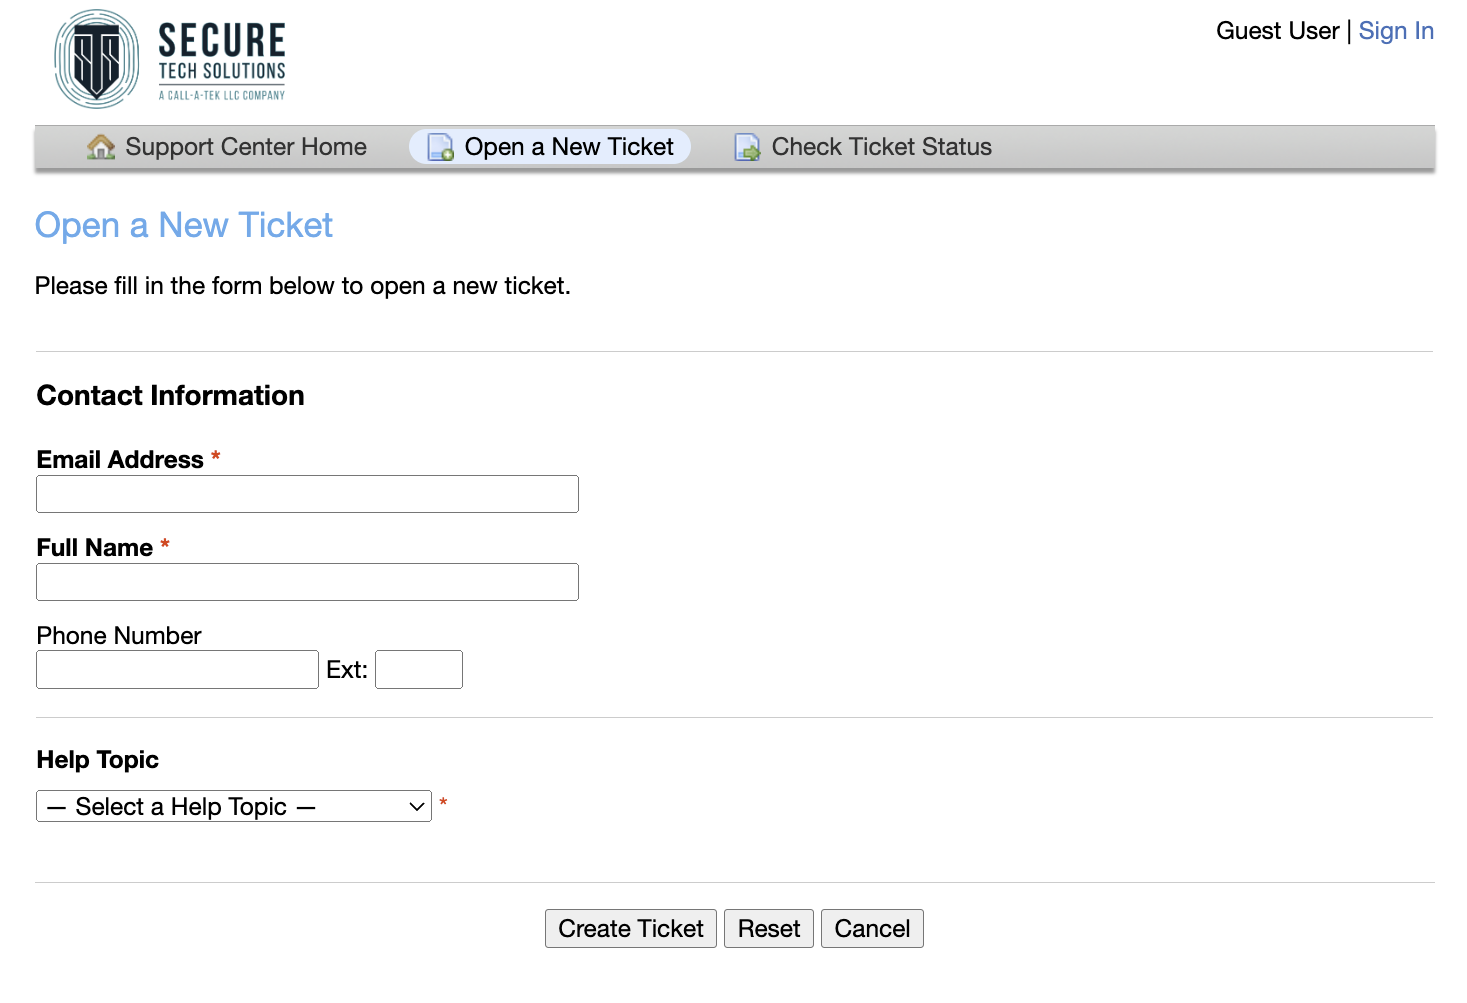 STS
SECURE
TECH SOLUTIONS
A CALL-A-TEK LLC COMPANY
Guest User | Sign In
Support Center Home Open a New Ticket Check Ticket Status
Open a New Ticket
Please fill in the form below to open a new ticket.
Contact Information
Email Address *
Full Name *
Phone Number
Ext:
Help Topic
— Select a Help Topic — *
Create Ticket Reset Cancel